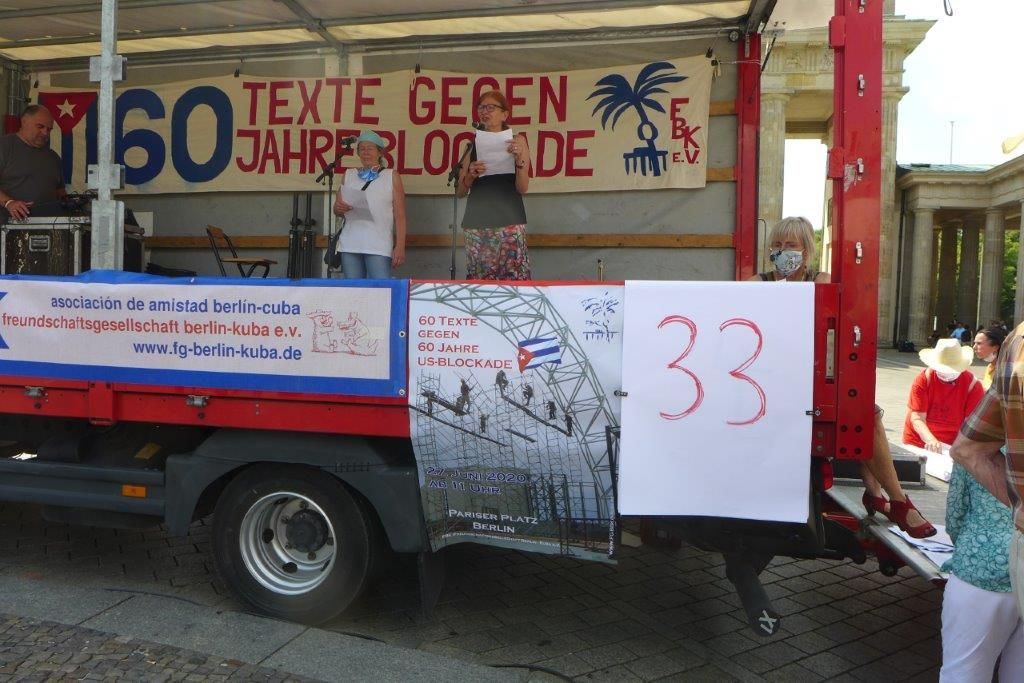 60 TEXTE GEGEN
JAHRE BLOCKADE
FBK
E.V.
asociación de amistad berlín-cuba
freundschaftsgesellschaft berlin-kuba e.v.
www.fg-berlin-kuba.de
60 TEXTE
GEGEN
60 JAHRE
US-BLOCKADE
27. JUNI 2020
AB 11 UHR
PARISER PLATZ
BERLIN
33